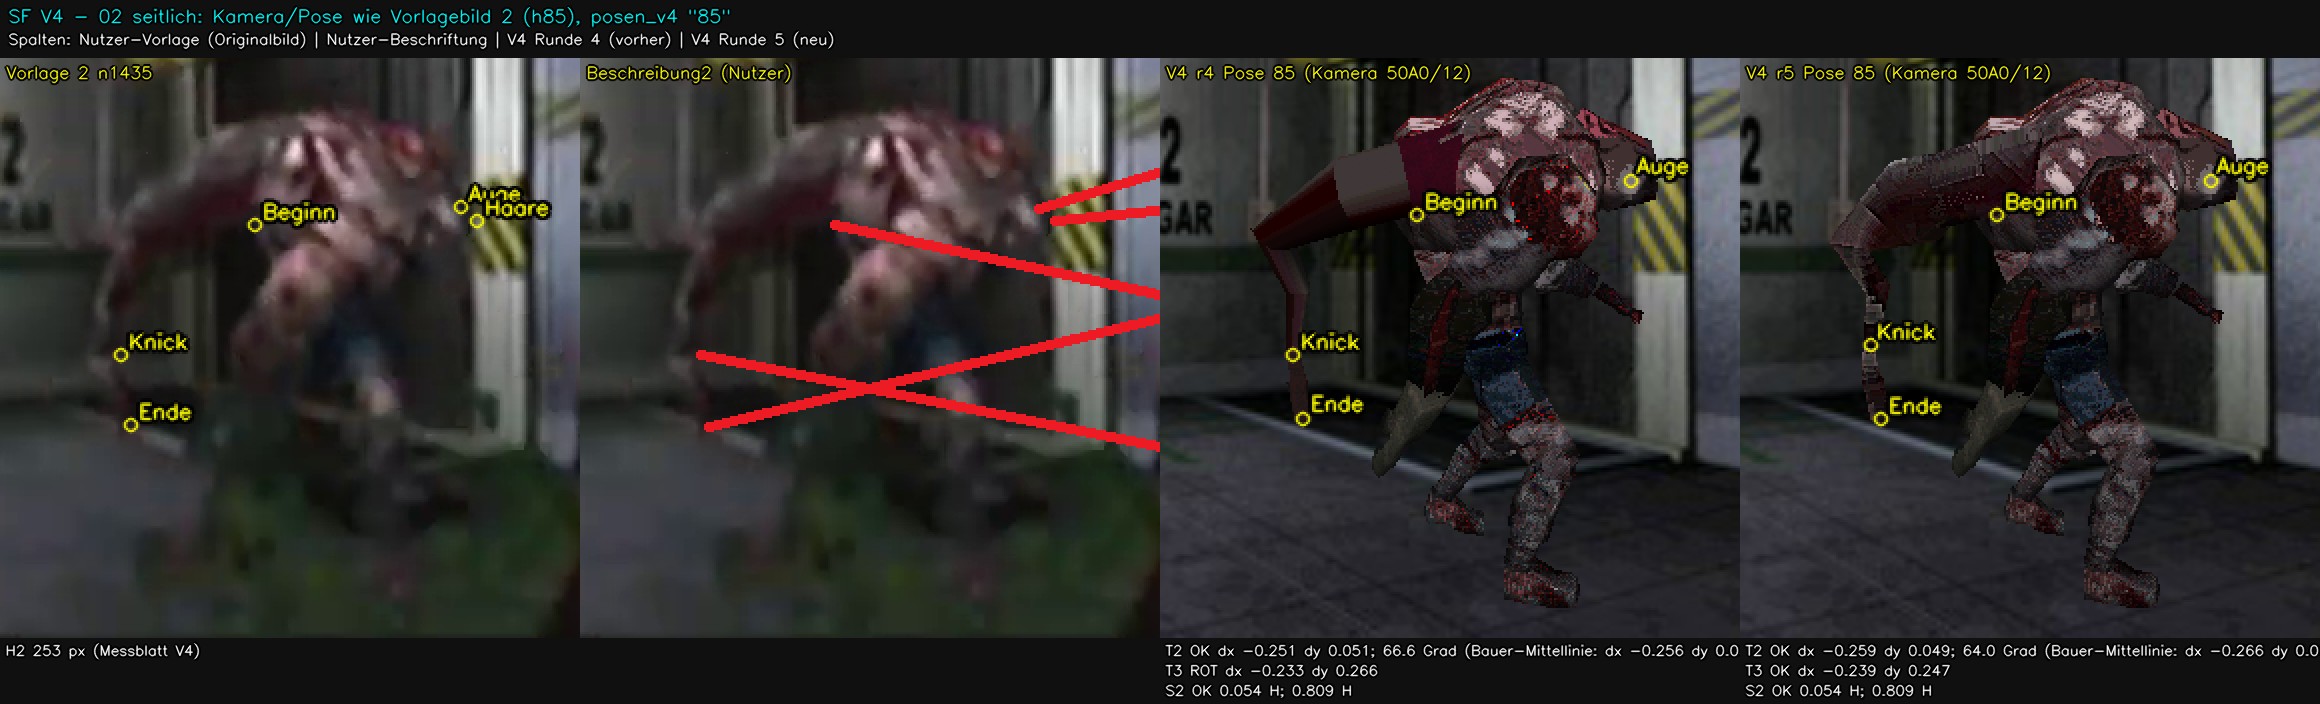 SF V4 - 02 seitlich: Kamera/Pose wie Vorlagebild 2 (h85), posen_v4 "85"
Spalten: Nutzer-Vorlage (Originalbild) | Nutzer-Beschriftung | V4 Runde 4 (vorher) | V4 Runde 5 (neu)
Vorlage 2 n1435
Beschreibung2 (Nutzer)
V4 r4 Pose 85 (Kamera 50A0/12)
V4 r5 Pose 85 (Kamera 50A0/12)
2
Auge
Haare
Beginn
Knick
Ende
2
2
GAR
Auge
Beginn
Knick
Ende
2
GAR
Auge
Beginn
Knick
Ende
H2 253 px (Messblatt V4)
T2 OK dx -0.251 dy 0.051; 66.6 Grad (Bauer-Mittellinie: dx -0.256 dy 0.0
T3 ROT dx -0.233 dy 0.266
S2 OK 0.054 H; 0.809 H
T2 OK dx -0.259 dy 0.049; 64.0 Grad (Bauer-Mittellinie: dx -0.266 dy 0.0
T3 OK dx -0.239 dy 0.247
S2 OK 0.054 H; 0.809 H